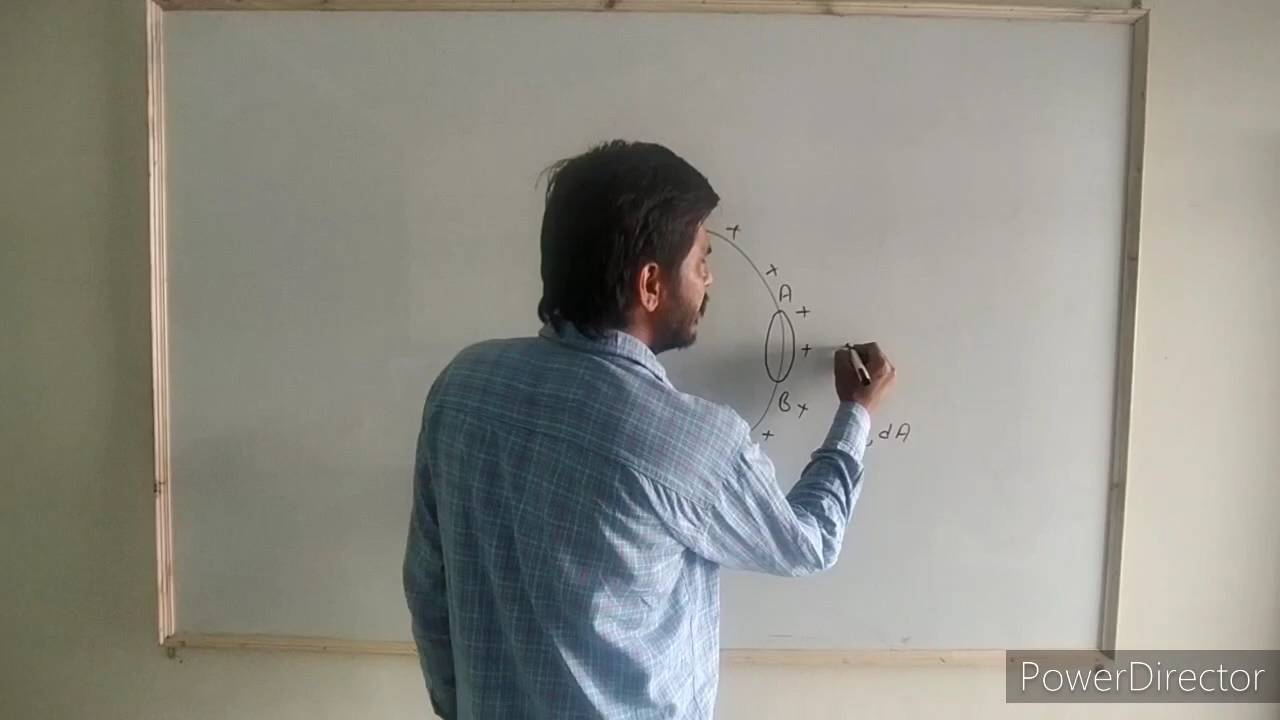 +
+
A
+
+
B +
+
, dA
PowerDirector